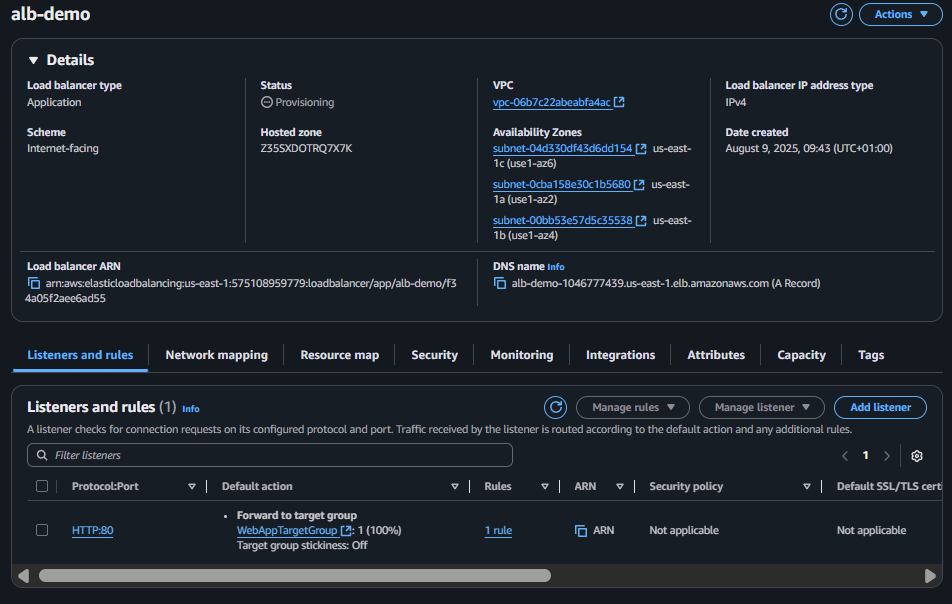 alb-demo
Actions
Details
Load balancer type
Application
Status
Provisioning
VPC
vpc-06b7c22abeabfa4ac
Load balancer IP address type
IPv4
Scheme
Internet-facing
Hosted zone
Z35SXDOTRQ7X7K
Availability Zones
subnet-04d330df43d6dd154 us-east-
1c (use1-az6)
subnet-0cba158e30c1b5680 us-east-
1a (use1-az2)
subnet-00bb53e57d5c35538 us-east-
1b (use1-az4)
Date created
August 9, 2025, 09:43 (UTC+01:00)
Load balancer ARN
arn:aws:elasticloadbalancing:us-east-1:575108959779:loadbalancer/app/alb-demo/f3
4a05f2aee6ad55
DNS name Info
alb-demo-1046777439.us-east-1.elb.amazonaws.com (A Record)
Listeners and rules
Network mapping
Resource map
Security
Monitoring
Integrations
Attributes
Capacity
Tags
Listeners and rules (1) Info
Manage rules
Manage listener
Add listener
A listener checks for connection requests on its configured protocol and port. Traffic received by the listener is routed according to the default action and any additional rules.
Filter listeners
1
Protocol:Port
Default action
Rules
ARN
Security policy
Default SSL/TLS certi
HTTP:80
• Forward to target group
WebAppTargetGroup : 1 (100%)
Target group stickiness: Off
1 rule
ARN
Not applicable
Not applicable